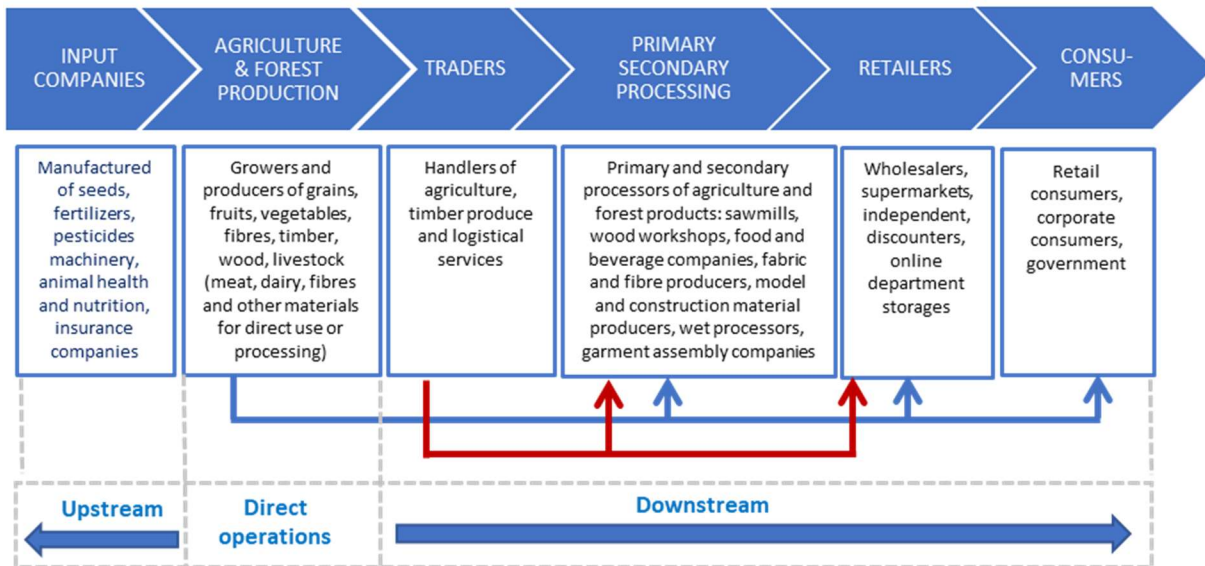 INPUT
COMPANIES
AGRICULTURE
& FOREST
PRODUCTION
TRADERS
PRIMARY
SECONDARY
PROCESSING
RETAILERS
CONSU-
MERS
Manufactured
of seeds,
fertilizers,
pesticides
machinery,
animal health
and nutrition,
insurance
companies
Growers and
producers of grains,
fruits, vegetables,
fibres, timber,
wood, livestock
(meat, dairy, fibres
and other materials
for direct use or
processing)
Handlers of
agriculture,
timber produce
and logistical
services
Primary and secondary
processors of agriculture and
forest products: sawmills,
wood workshops, food and
beverage companies, fabric
and fibre producers, model
and construction material
producers, wet processors,
garment assembly companies
Wholesalers,
supermarkets,
independent,
discounters,
online
department
storages
Retail
consumers,
corporate
consumers,
government
Upstream
Direct
operations
Downstream